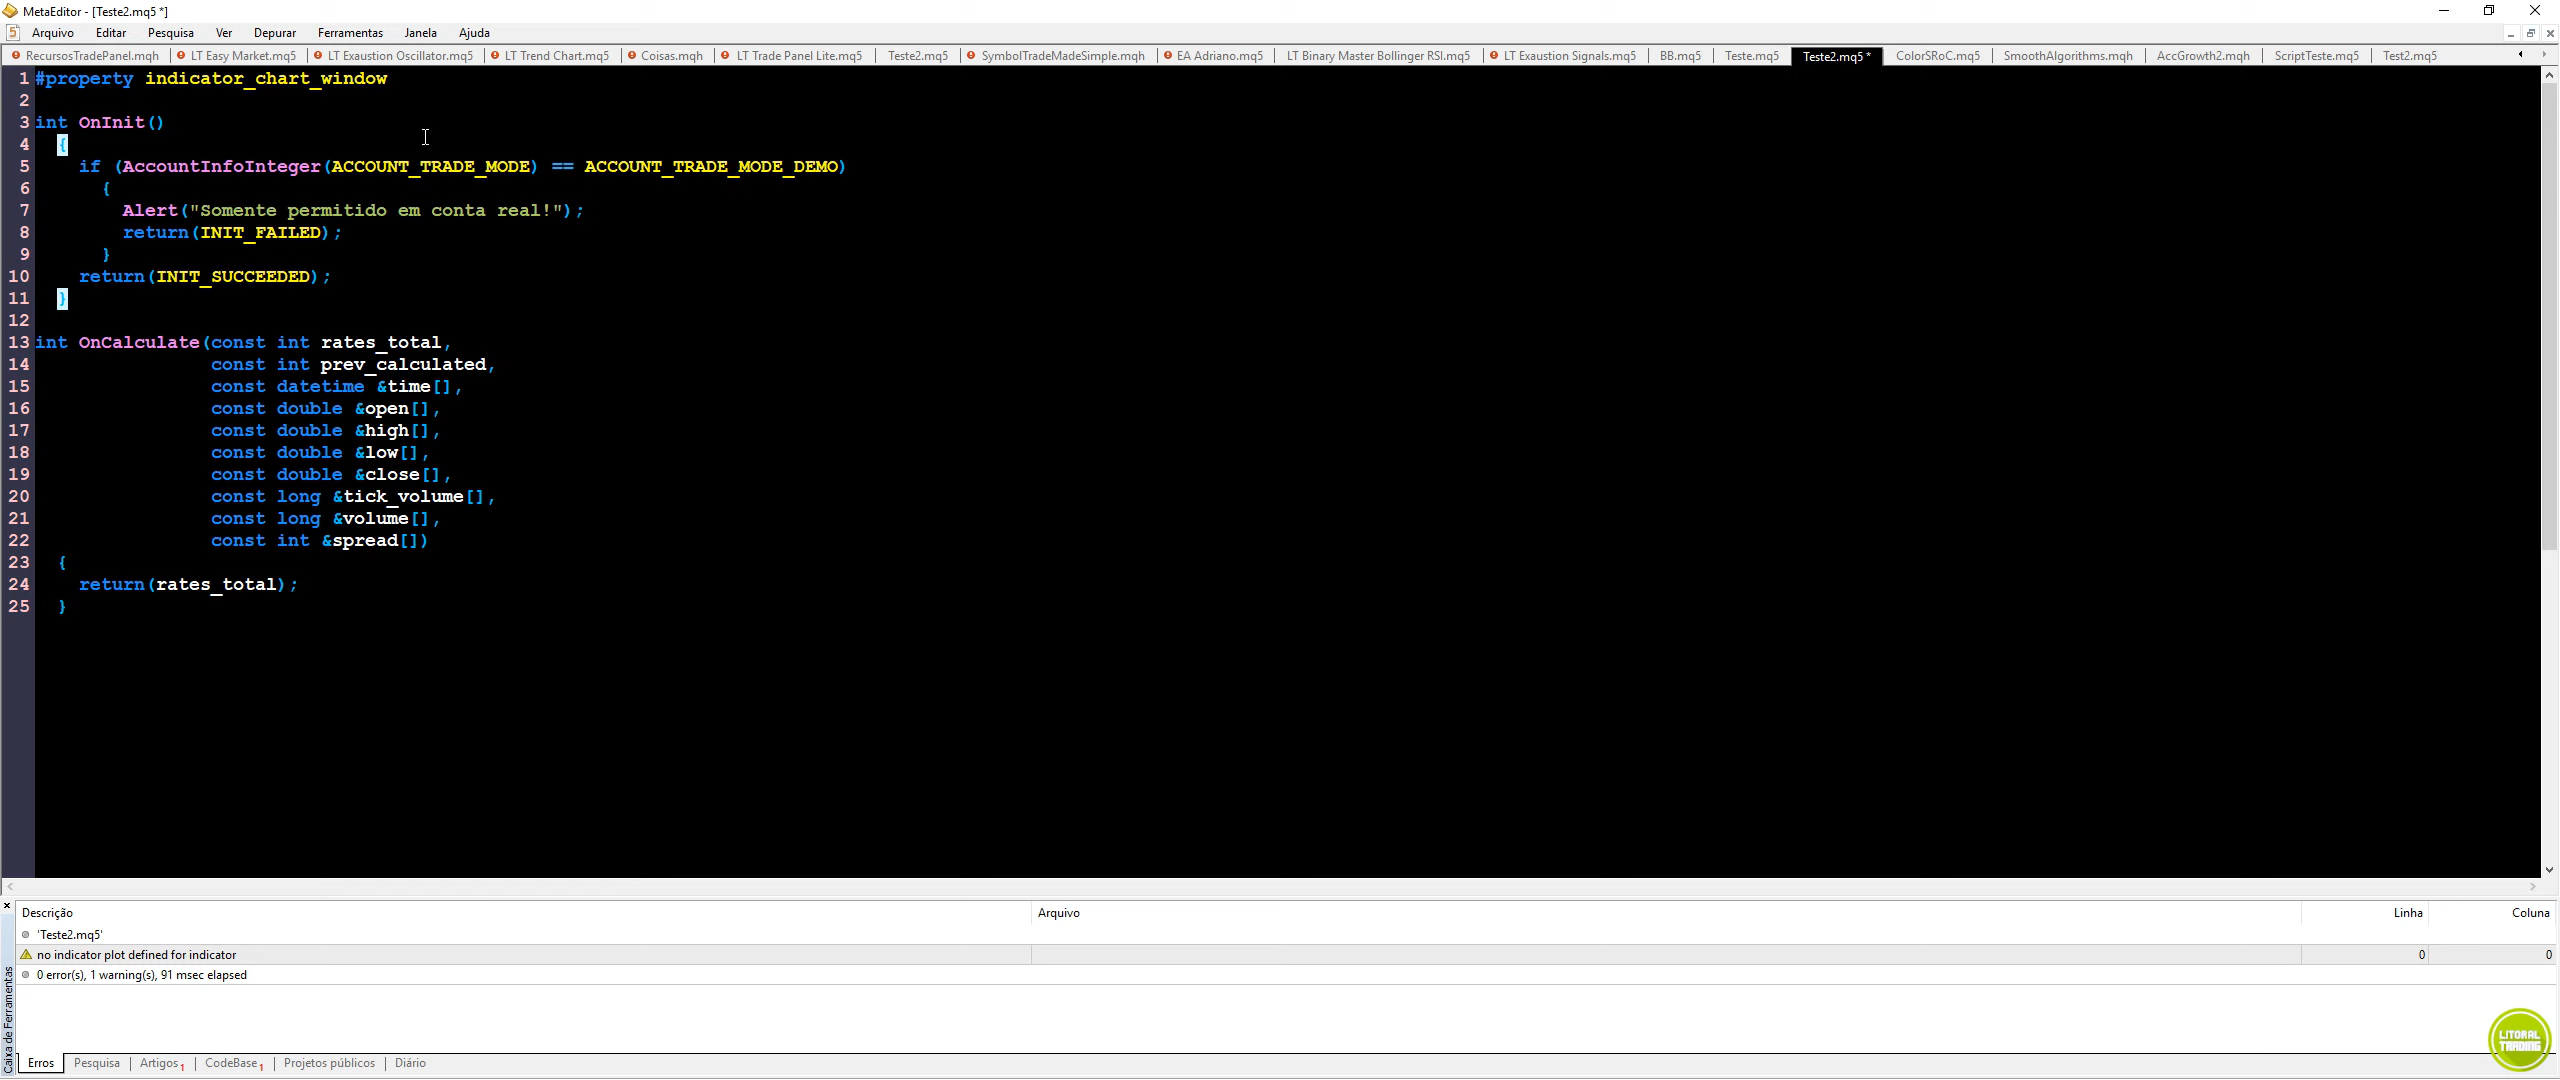 MetaEditor - [Teste2.mq5 *]
5 Arquivo Editar Pesquisa Ver Depurar Ferramentas Janela Ajuda
RecursosTradePanel.mqh LT Easy Market.mq5 LT Exaustion Oscillator.mq5 LT Trend Chart.mq5 Coisas.mqh LT Trade Panel Lite.mq5 Teste2.mq5 SymbolTradeMadeSimple.mqh EA Adriano.mq5 LT Binary Master Bollinger RSI.mq5 LT Exaustion Signals.mq5 BB.mq5 Teste.mq5 Teste2.mq5 * ColorSRoC.mq5 SmoothAlgorithms.mqh AccGrowth2.mqh ScriptTeste.mq5 Test2.mq5
1 #property indicator_chart_window
2
3 int OnInit()
4 {
5 if (AccountInfoInteger(ACCOUNT_TRADE_MODE) == ACCOUNT_TRADE_MODE_DEMO)
6 {
7 Alert("Somente permitido em conta real!");
8 return(INIT_FAILED);
9 }
10 return(INIT_SUCCEEDED);
11 }
12
13 int OnCalculate(const int rates_total,
14 const int prev_calculated,
15 const datetime &time[],
16 const double &open[],
17 const double &high[],
18 const double &low[],
19 const double &close[],
20 const long &tick_volume[],
21 const long &volume[],
22 const int &spread[])
23 {
24 return(rates_total);
25 }
Descrição Arquivo Linha Coluna
'Teste2.mq5'
no indicator plot defined for indicator 0 0
0 error(s), 1 warning(s), 91 msec elapsed
Caixa de Ferramentas
Erros Pesquisa Artigos 1 CodeBase 1 Projetos públicos Diário
LITORAL
TRADING